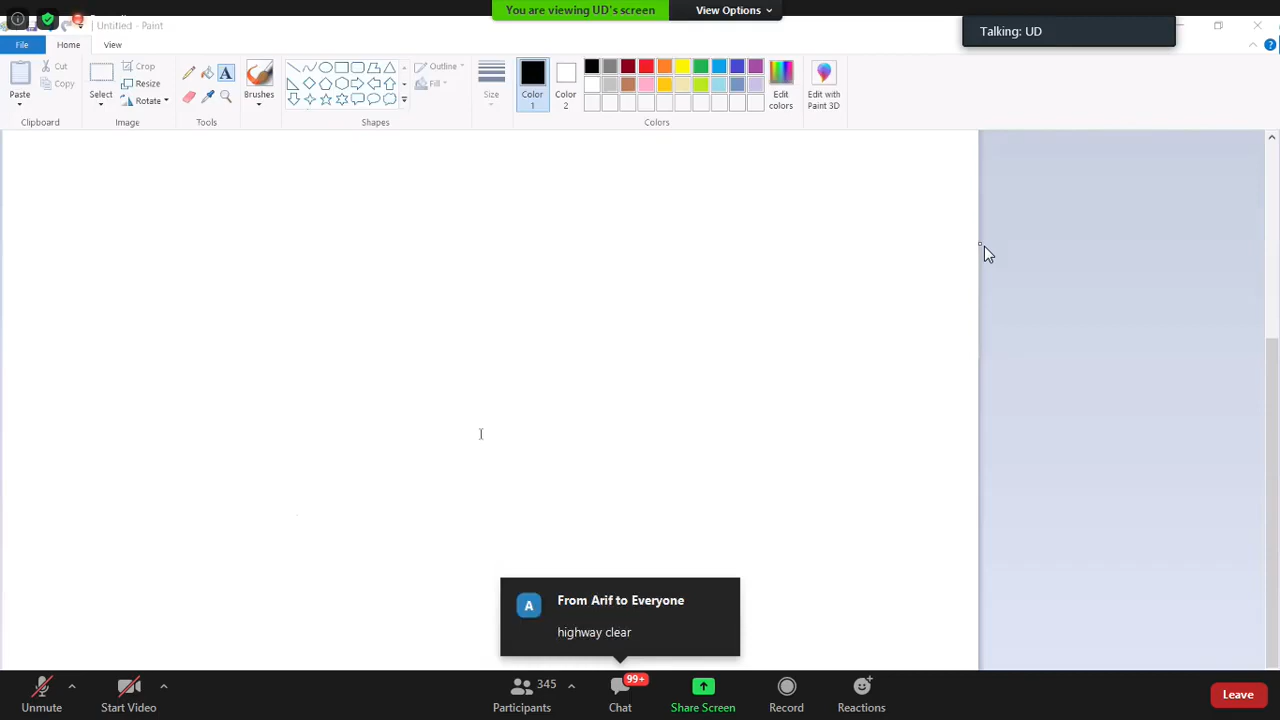 You are viewing UD's screen
View Options
Untitled - Paint
Talking: UD
File
Home
View
Paste
Cut
Copy
Clipboard
Select
Crop
Resize
Rotate
Image
A
Tools
Brushes
Outline
Fill
Shapes
Size
Color
1
Color
2
Edit
colors
Colors
Edit with
Paint 3D
A
From Arif to Everyone
highway clear
Unmute
Start Video
345
Participants
99+
Chat
Share Screen
Record
Reactions
Leave